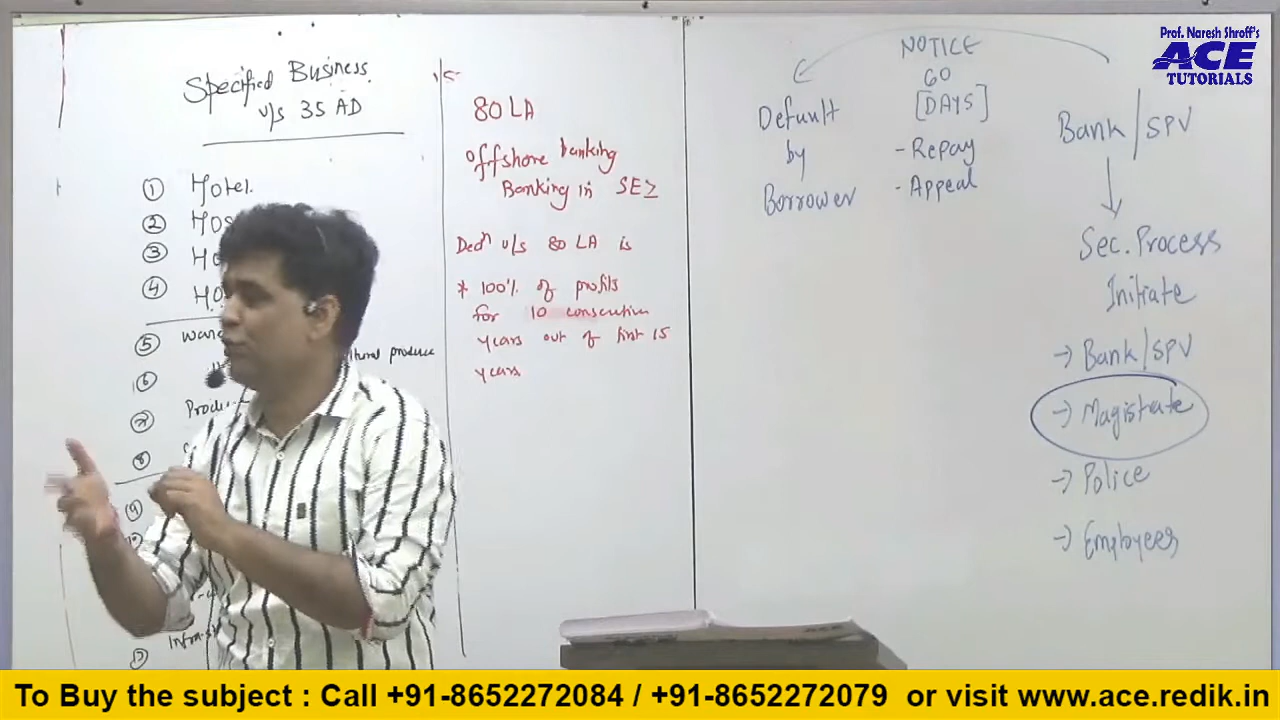 Specified Business
v/s 35 AD
① Hotel.
②
③
④
⑤
⑥
produce
⑦
⑧
⑨
v/s
80 LA
Offshore banking
Banking in SEZ
Dedⁿ u/s 80 LA is
* 100% of profits
for 10 consecutive
years out of first 15
years
NOTICE
60
[DAYS]
- Repay
- Appeal
Default
by
Borrower
Bank/SPV
Sec. Process
Initiate
→ Bank/SPV
→ Magistrate
→ Police
→ Employees
Prof. Naresh Shroff's
ACE
TUTORIALS
To Buy the subject : Call +91-8652272084 / +91-8652272079 or visit www.ace.redik.in